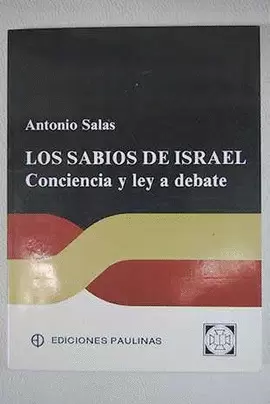 Antonio Salas
LOS SABIOS DE ISRAEL
Conciencia y ley a debate
EDICIONES PAULINAS